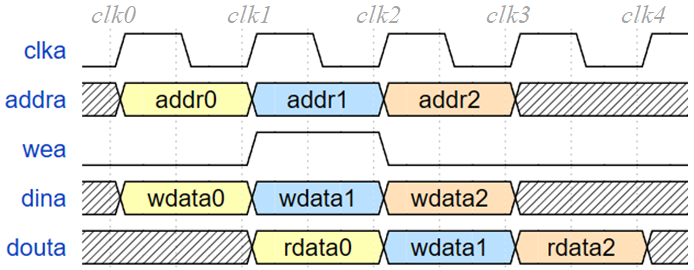 clk0 clk1 clk2 clk3 clk4
clka
addra addr0 addr1 addr2
wea
dina wdata0 wdata1 wdata2
douta rdata0 wdata1 rdata2